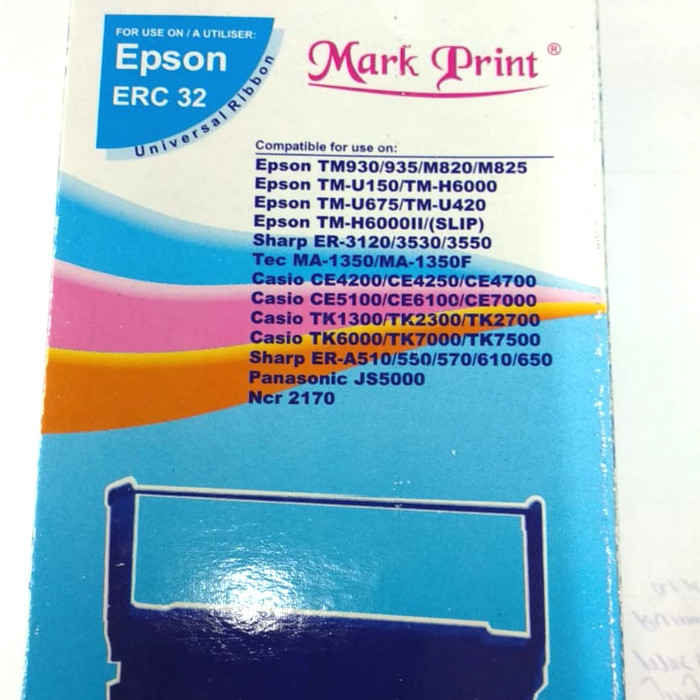 FOR USE ON / A UTILISER:
Epson
ERC 32
Universal Ribbon
Mark Print®
Compatible for use on:
Epson TM930/935/M820/M825
Epson TM-U150/TM-H6000
Epson TM-U675/TM-U420
Epson TM-H6000II/(SLIP)
Sharp ER-3120/3530/3550
Tec MA-1350/MA-1350F
Casio CE4200/CE4250/CE4700
Casio CE5100/CE6100/CE7000
Casio TK1300/TK2300/TK2700
Casio TK6000/TK7000/TK7500
Sharp ER-A510/550/570/610/650
Panasonic JS5000
Ncr 2170